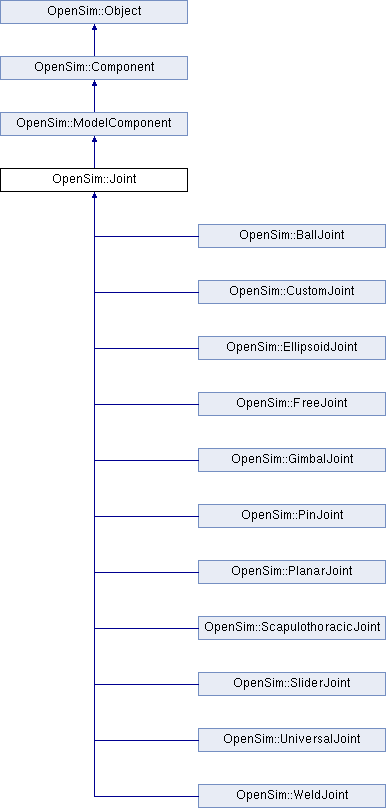 OpenSim::Object
OpenSim::Component
OpenSim::ModelComponent
OpenSim::Joint
OpenSim::BallJoint
OpenSim::CustomJoint
OpenSim::EllipsoidJoint
OpenSim::FreeJoint
OpenSim::GimbalJoint
OpenSim::PinJoint
OpenSim::PlanarJoint
OpenSim::ScapulothoracicJoint
OpenSim::SliderJoint
OpenSim::UniversalJoint
OpenSim::WeldJoint